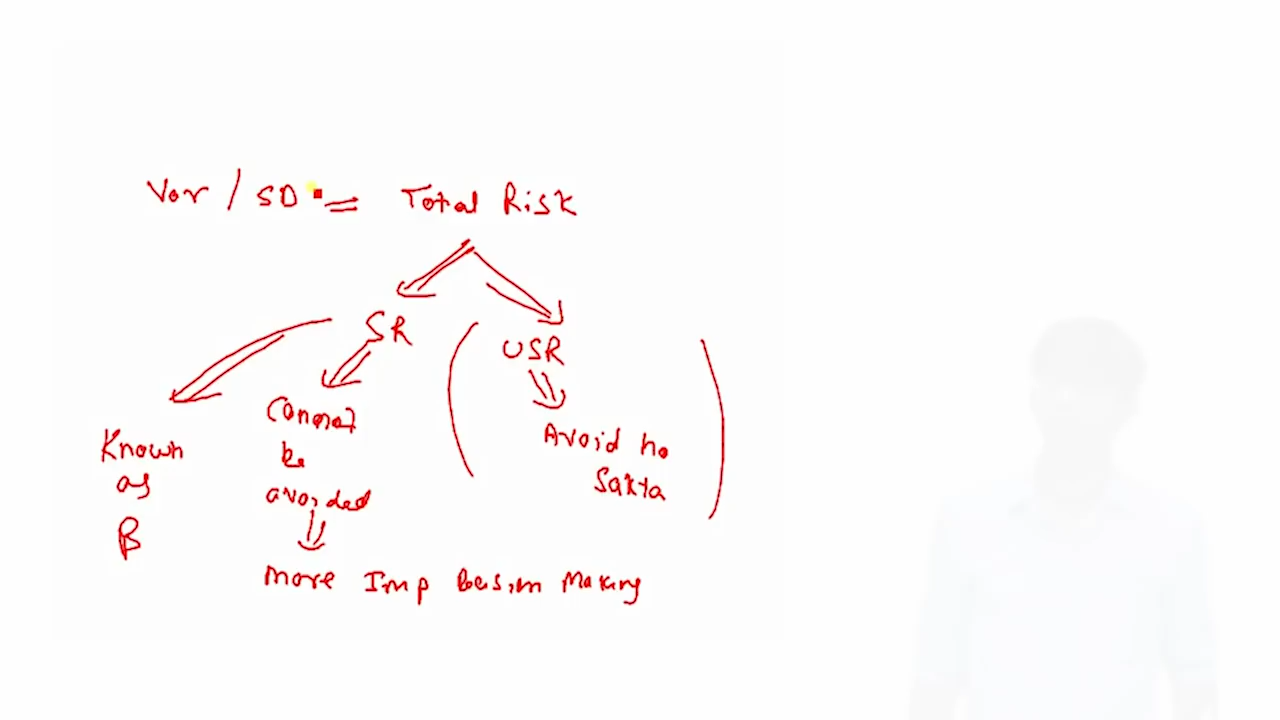 Var / SD = Total Risk
SR
USR
Known
as
β
Cannot
be
avoided
Avoid ho
Sakta
More Imp Decision Making